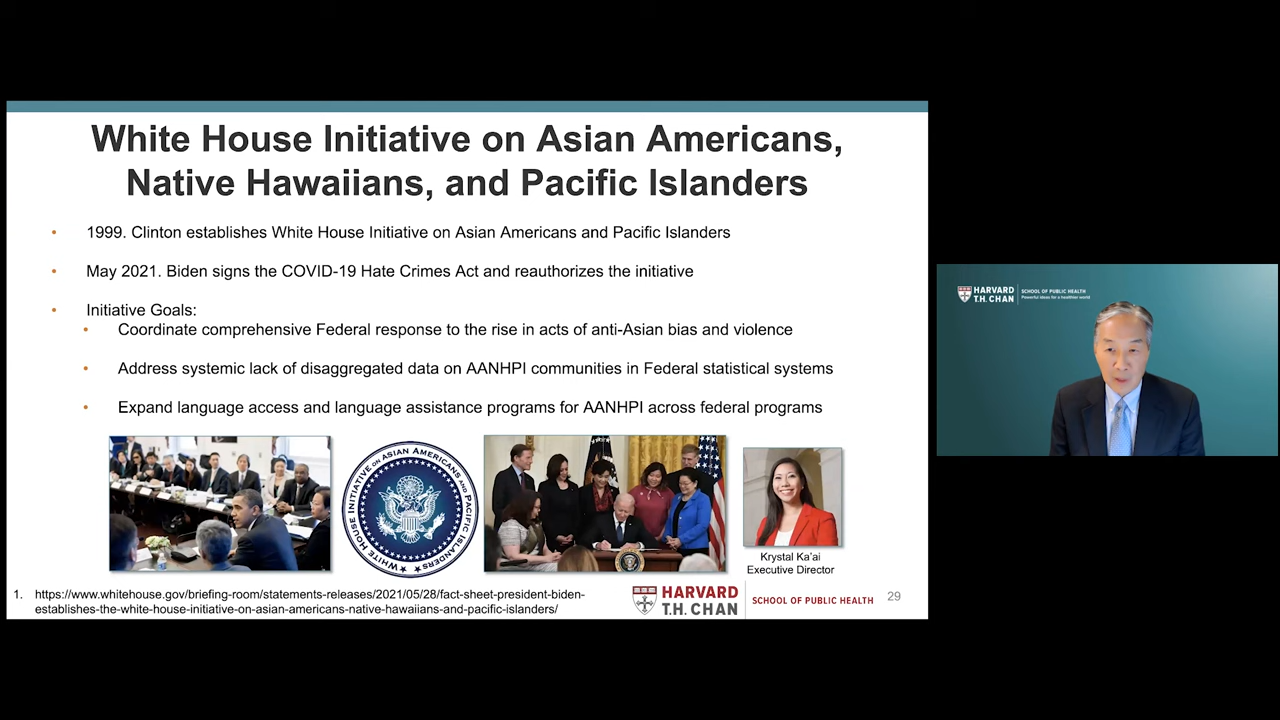 White House Initiative on Asian Americans,
Native Hawaiians, and Pacific Islanders
• 1999. Clinton establishes White House Initiative on Asian Americans and Pacific Islanders
• May 2021. Biden signs the COVID-19 Hate Crimes Act and reauthorizes the initiative
• Initiative Goals:
• Coordinate comprehensive Federal response to the rise in acts of anti-Asian bias and violence
• Address systemic lack of disaggregated data on AANHPI communities in Federal statistical systems
• Expand language access and language assistance programs for AANHPI across federal programs
WHITE HOUSE INITIATIVE ON ASIAN AMERICANS AND PACIFIC ISLANDERS
Krystal Ka'ai
Executive Director
1. https://www.whitehouse.gov/briefing-room/statements-releases/2021/05/28/fact-sheet-president-biden-
establishes-the-white-house-initiative-on-asian-americans-native-hawaiians-and-pacific-islanders/
HARVARD
T.H. CHAN
SCHOOL OF PUBLIC HEALTH
29
HARVARD
T.H. CHAN
SCHOOL OF PUBLIC HEALTH
Powerful ideas for a healthier world